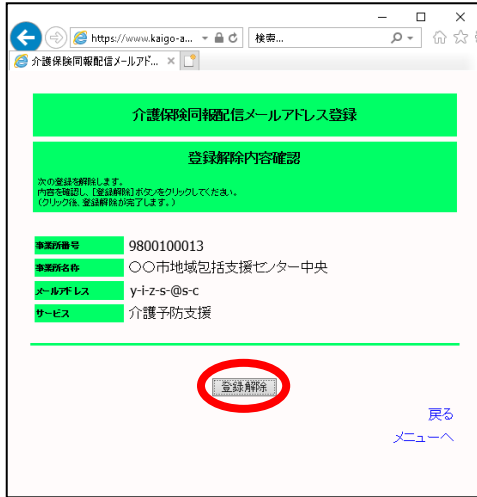 https://www.kaigo-a...
検索...
介護保険同報配信メールアドレ...
介護保険同報配信メールアドレス登録
登録解除内容確認
次の登録を解除します。
内容を確認し、[登録解除]ボタンをクリックしてください。
(クリック後、登録解除が完了します。)
事業所番号 9800100013
事業所名称 ○○市地域包括支援センター中央
メールアドレス y-i-z-s-@s-c
サービス 介護予防支援
登録解除
戻る
メニューへ